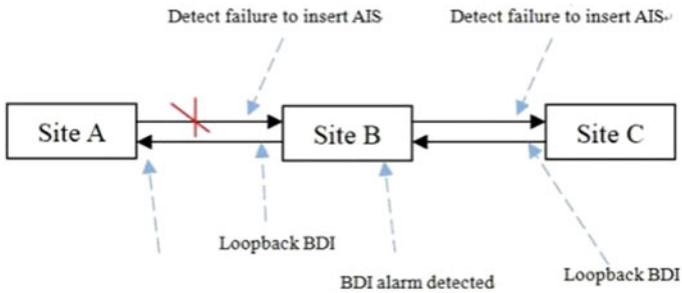 Detect failure to insert AIS
Detect failure to insert AIS
Site A
Site B
Site C
Loopback BDI
BDI alarm detected
Loopback BDI